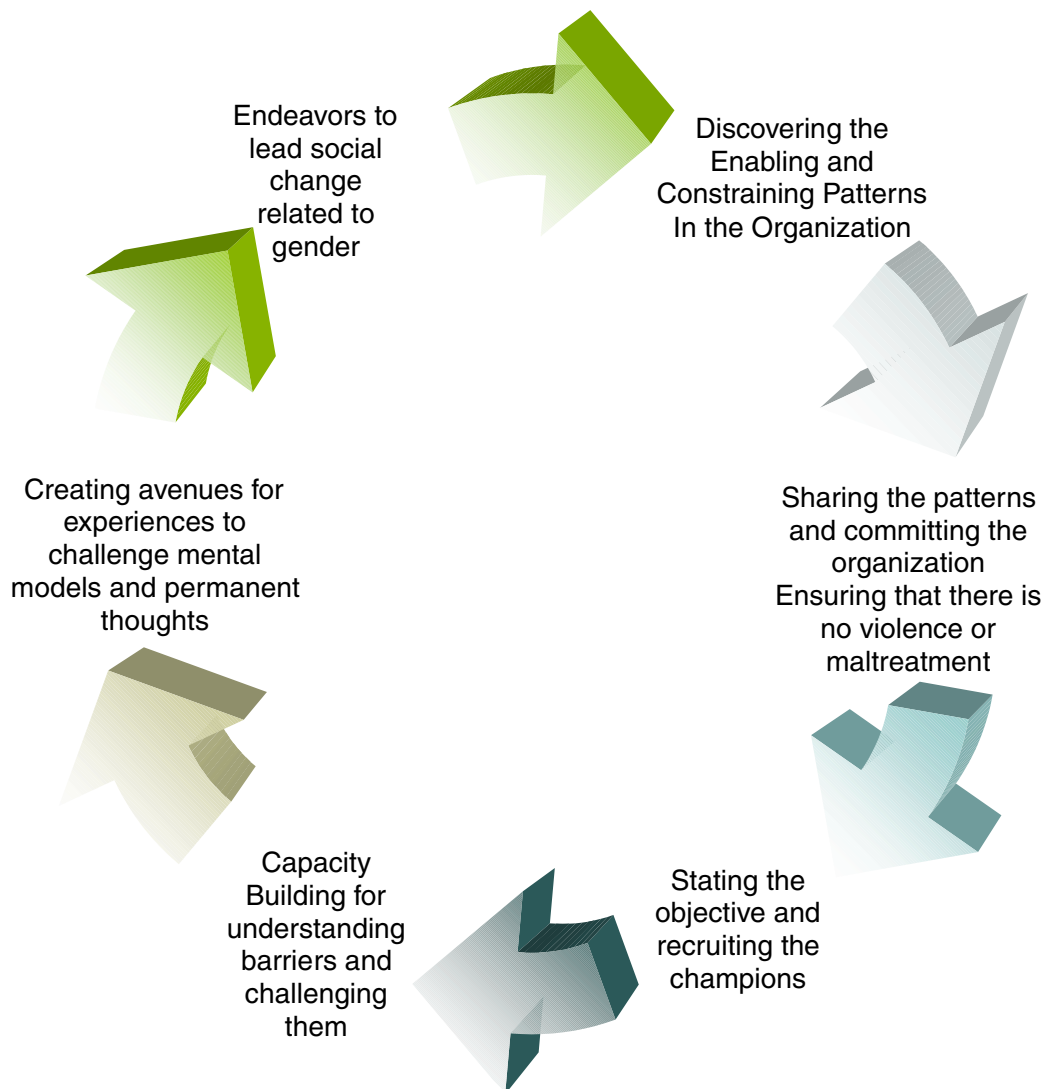 Endeavors to
lead social
change
related to
gender
Discovering the
Enabling and
Constraining Patterns
In the Organization
Sharing the patterns
and committing the
organization
Ensuring that there is
no violence or
maltreatment
Stating the
objective and
recruiting the
champions
Capacity
Building for
understanding
barriers and
challenging
them
Creating avenues for
experiences to
challenge mental
models and permanent
thoughts